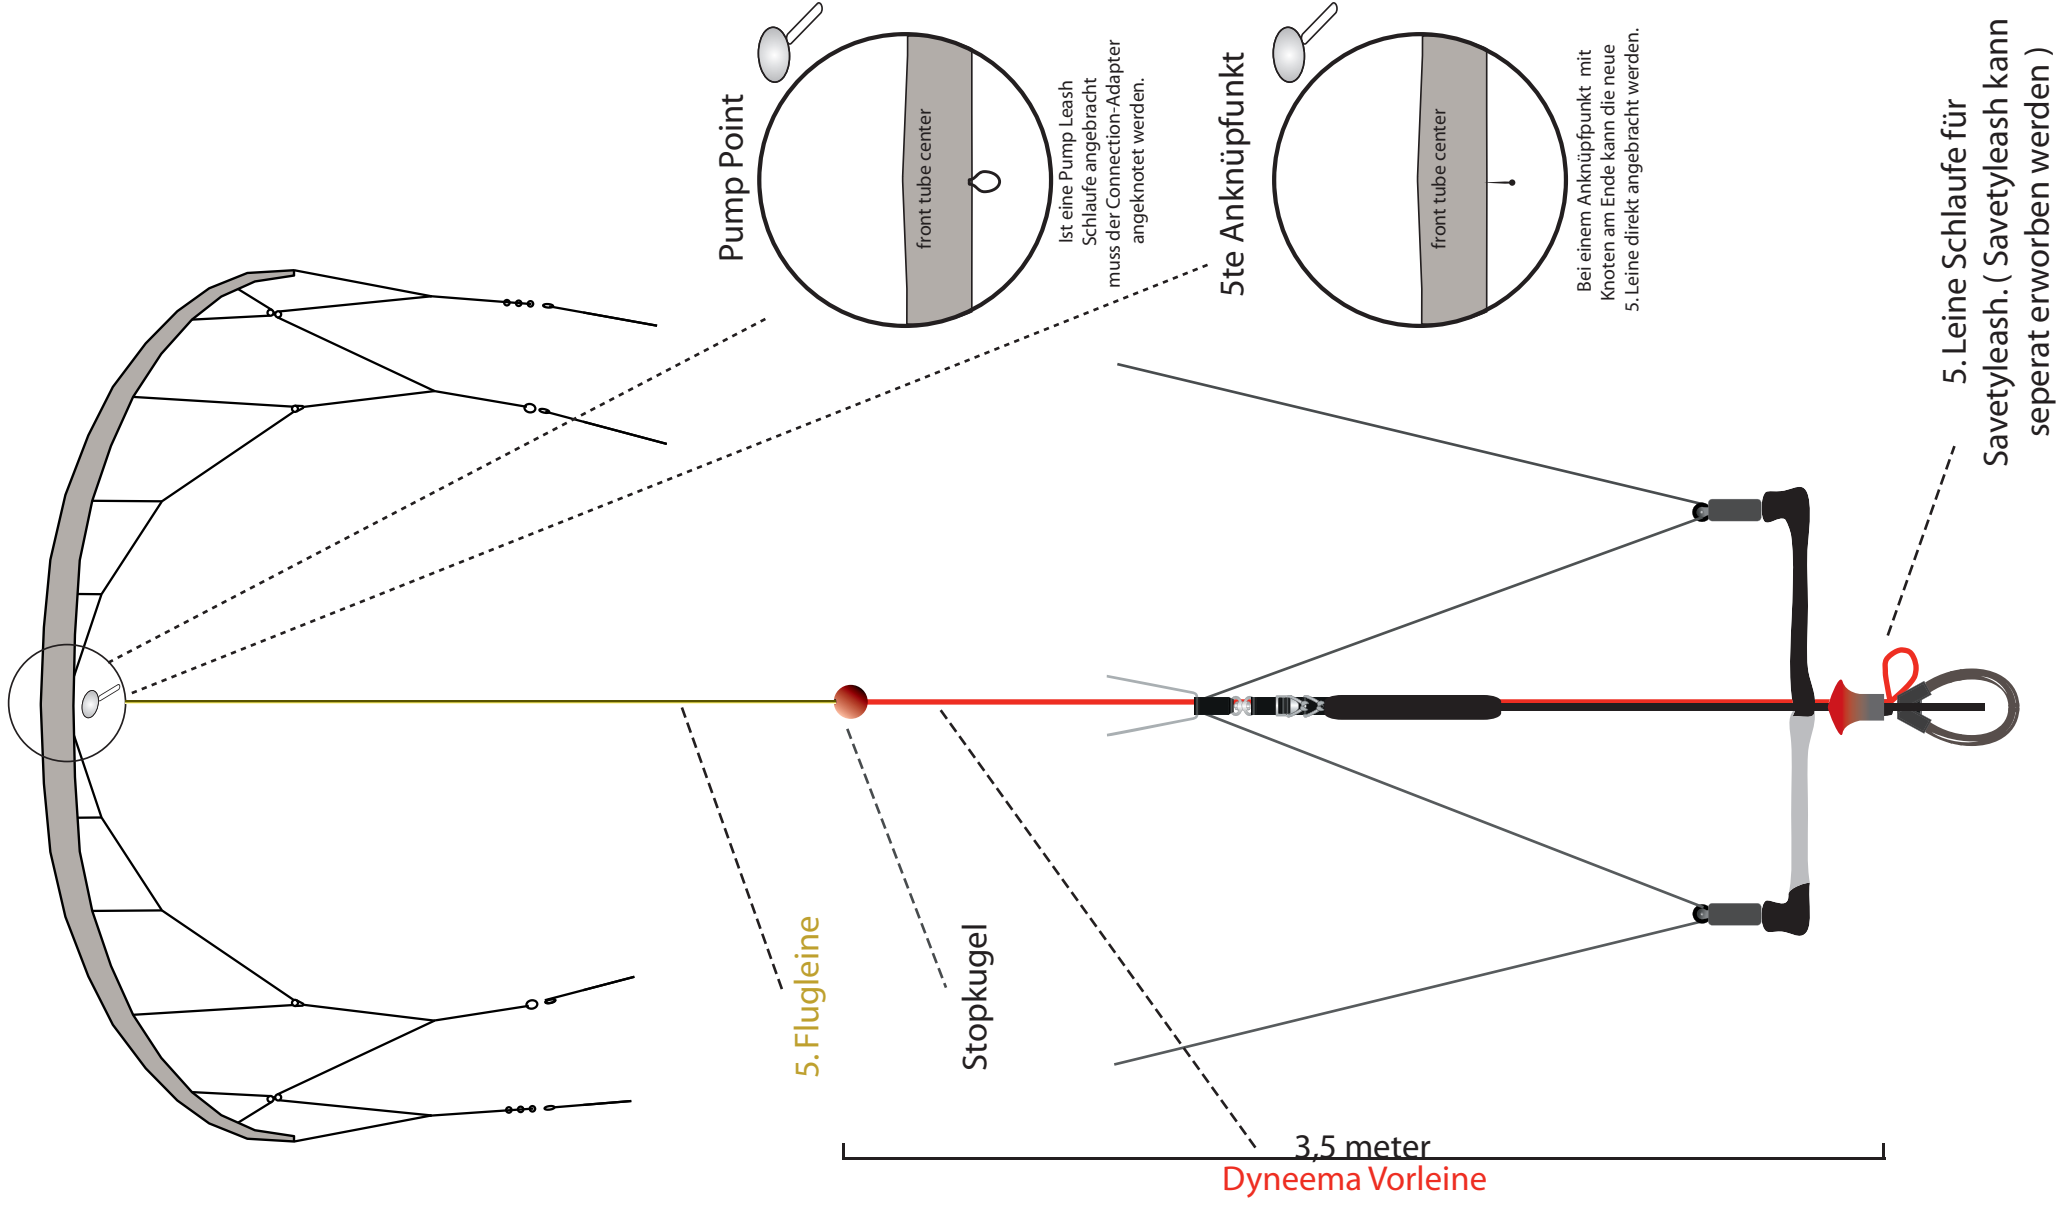 Pump Point
front tube center
Ist eine Pump Leash
Schlaufe angebracht
muss der Connection-Adapter
angeknotet werden.
5te Anknüpfunkt
front tube center
Bei einem Anknüpfpunkt mit
Knoten am Ende kann die neue
5. Leine direkt angebracht werden.
5. Leine Schlaufe für
Savetyleash. ( Savetyleash kann
seperat erworben werden )
5. Flugleine
Stopkugel
3,5 meter
Dyneema Vorleine